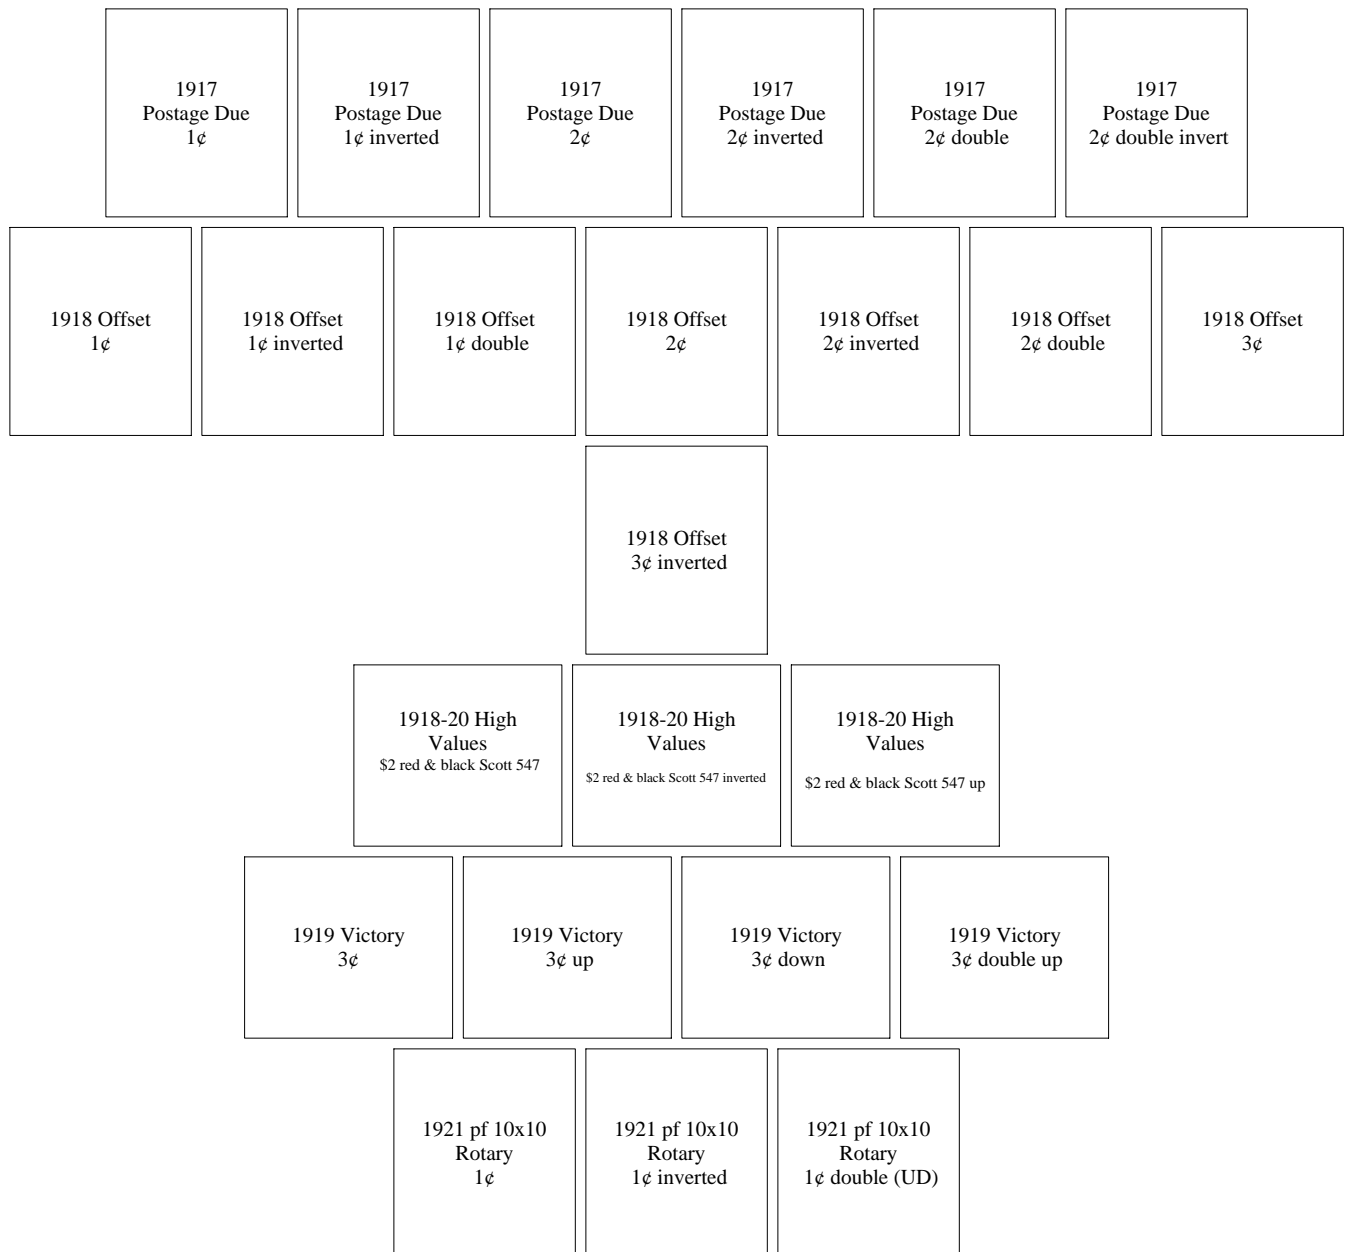 1917
Postage Due
1¢
1917
Postage Due
1¢ inverted
1917
Postage Due
2¢
1917
Postage Due
2¢ inverted
1917
Postage Due
2¢ double
1917
Postage Due
2¢ double invert
1918 Offset
1¢
1918 Offset
1¢ inverted
1918 Offset
1¢ double
1918 Offset
2¢
1918 Offset
2¢ inverted
1918 Offset
2¢ double
1918 Offset
3¢
1918 Offset
3¢ inverted
1918-20 High
Values
$2 red & black Scott 547
1918-20 High
Values
$2 red & black Scott 547 inverted
1918-20 High
Values
$2 red & black Scott 547 up
1919 Victory
3¢
1919 Victory
3¢ up
1919 Victory
3¢ down
1919 Victory
3¢ double up
1921 pf 10x10
Rotary
1¢
1921 pf 10x10
Rotary
1¢ inverted
1921 pf 10x10
Rotary
1¢ double (UD)